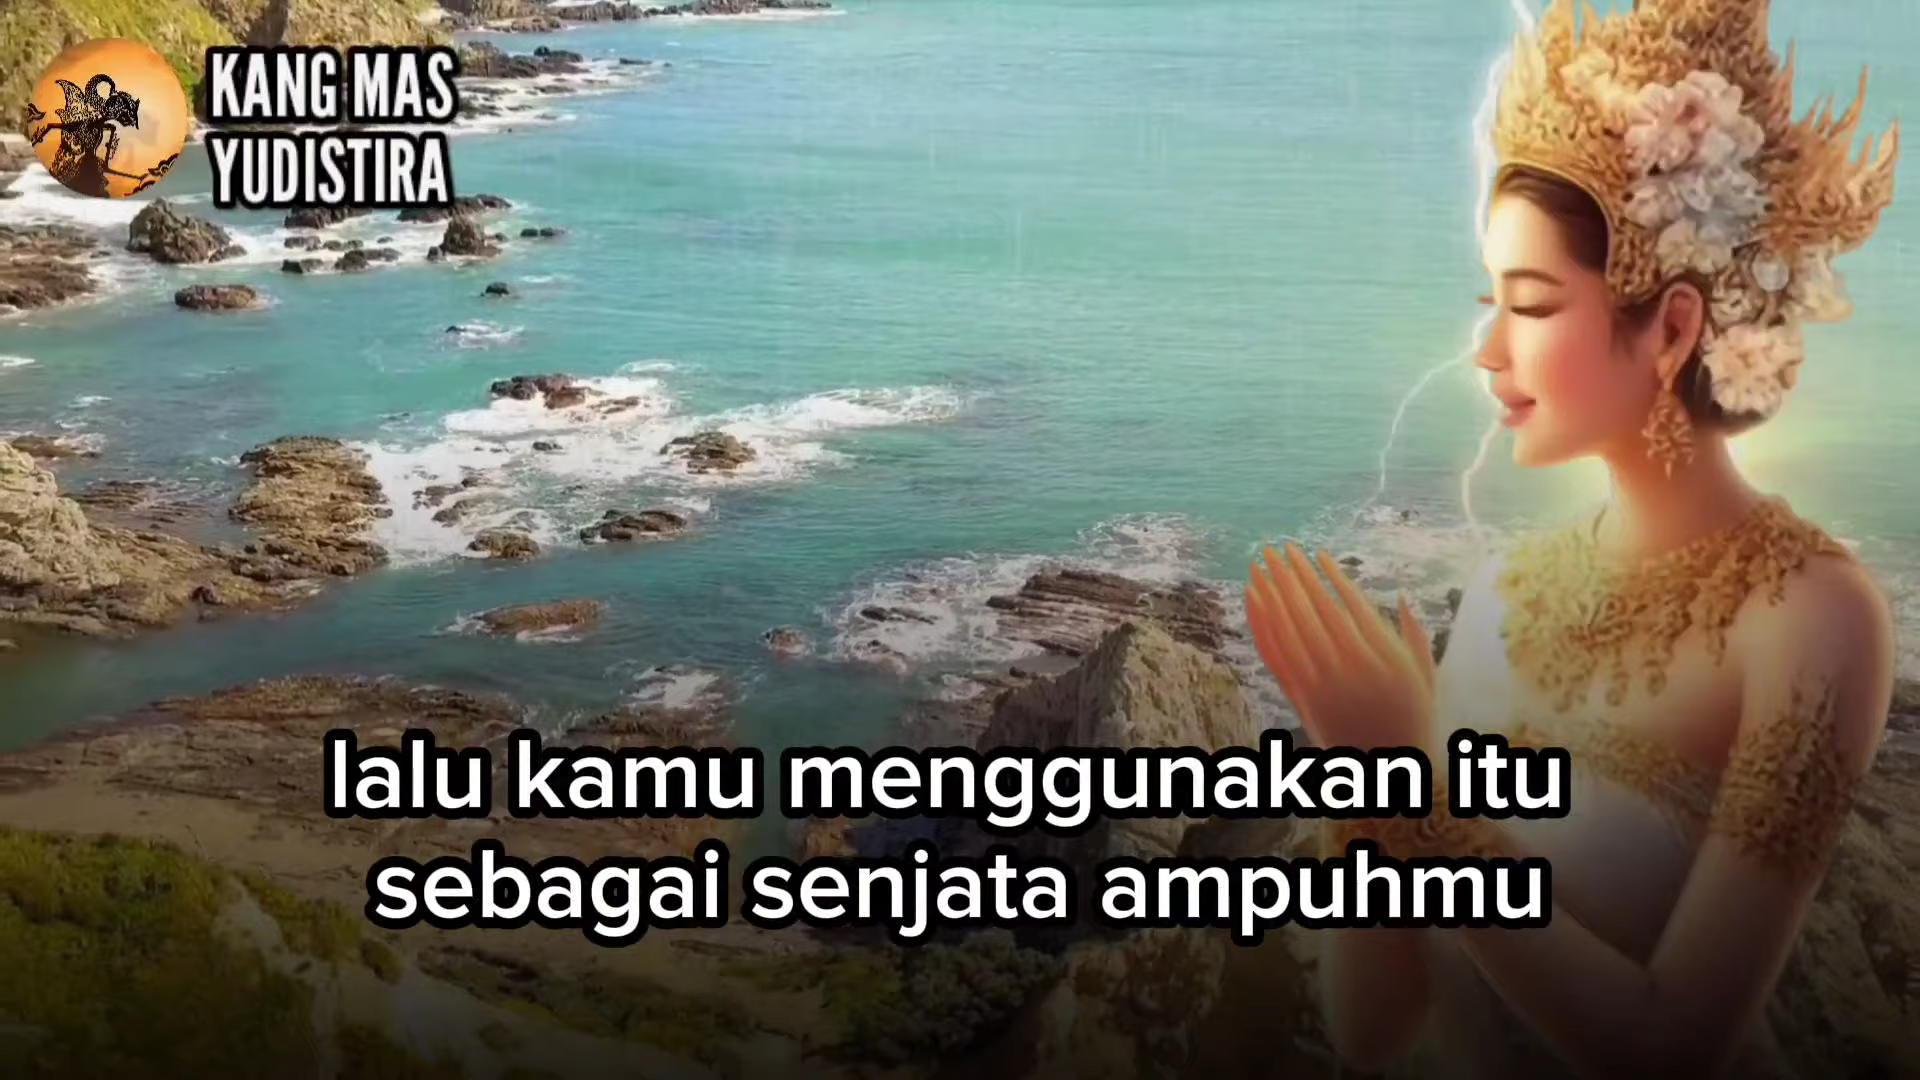 KANG MAS
YUDISTIRA
lalu kamu menggunakan itu
sebagai senjata ampuhmu